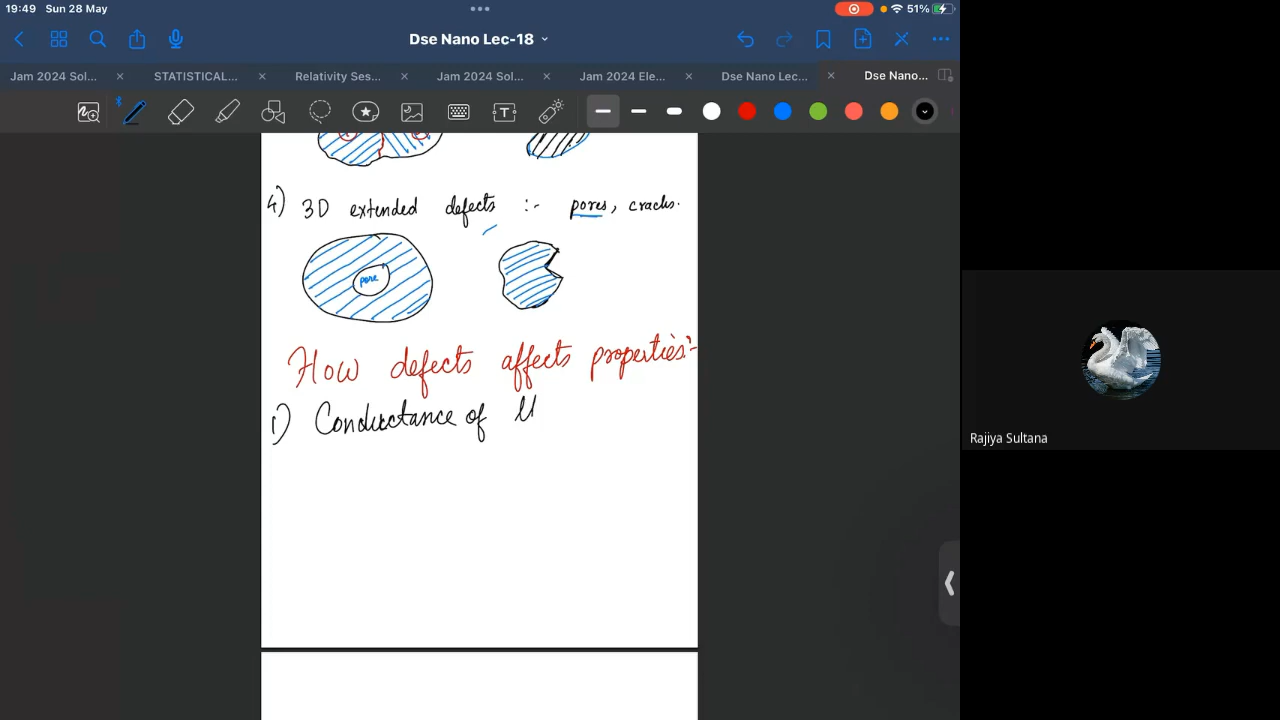 19:49 Sun 28 May
51%
Dse Nano Lec-18
Jam 2024 Sol...
STATISTICAL...
Relativity Ses...
Jam 2024 Sol...
Jam 2024 Ele...
Dse Nano Lec...
Dse Nano...
4) 3D extended defects :- pores, cracks.
pore
How defects affects properties:-
1) Conductance of M
Rajiya Sultana